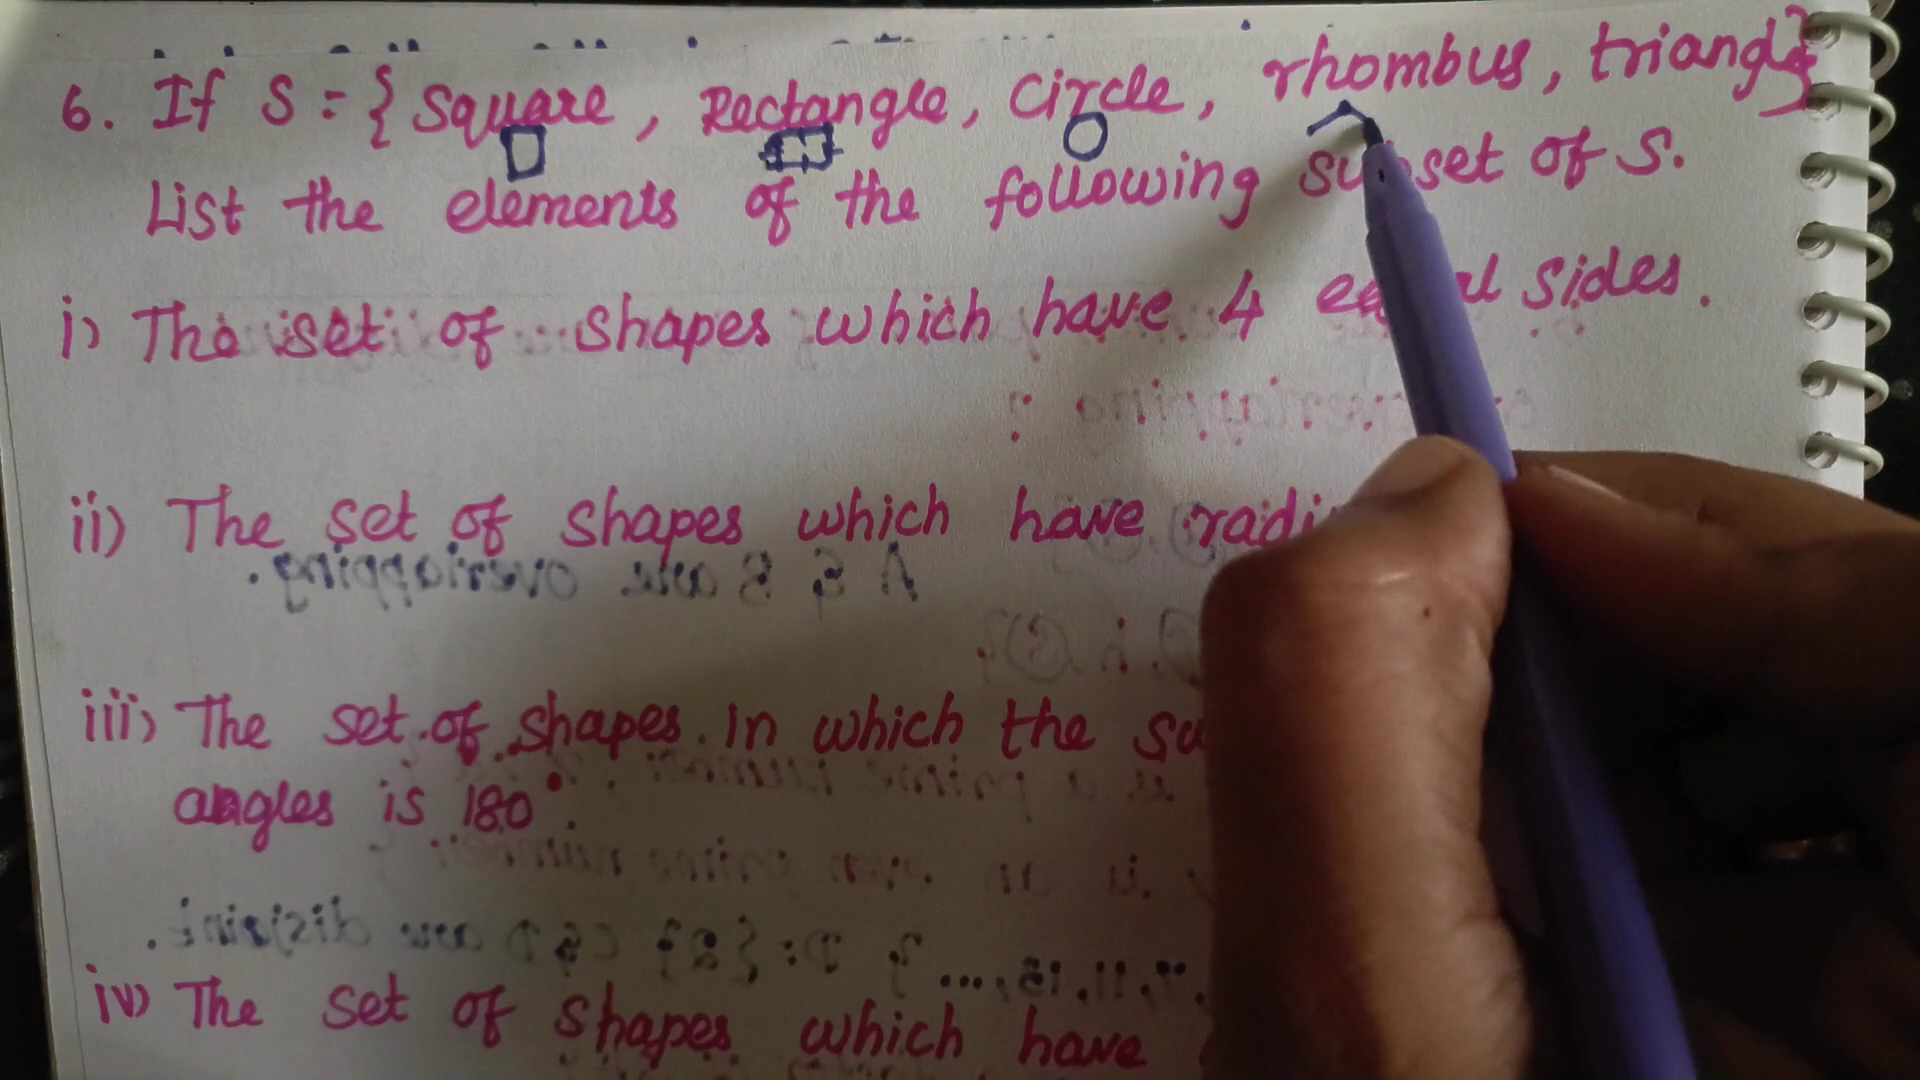 6. If S = { Square, Rectangle, Circle, rhombus, triangle}
List the elements of the following subset of S.
i) The set of shapes which have 4 equal sides.
ii) The set of shapes which have
iii) The set of shapes in which the
angles is 180°
iv) The set of shapes which have